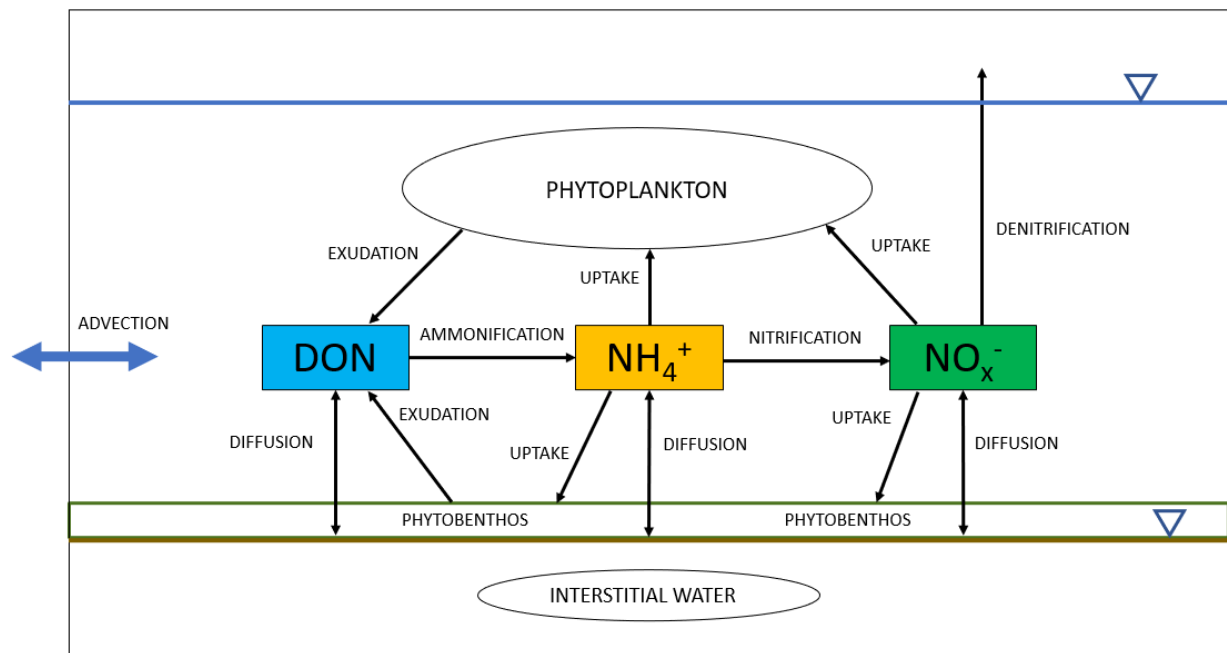 PHYTOPLANKTON
DENITRIFICATION
UPTAKE
EXUDATION
UPTAKE
ADVECTION
AMMONIFICATION
NITRIFICATION
DON
NH₄⁺
NOₓ⁻
EXUDATION
UPTAKE
DIFFUSION
DIFFUSION
DIFFUSION
UPTAKE
PHYTOBENTHOS
PHYTOBENTHOS
INTERSTITIAL WATER